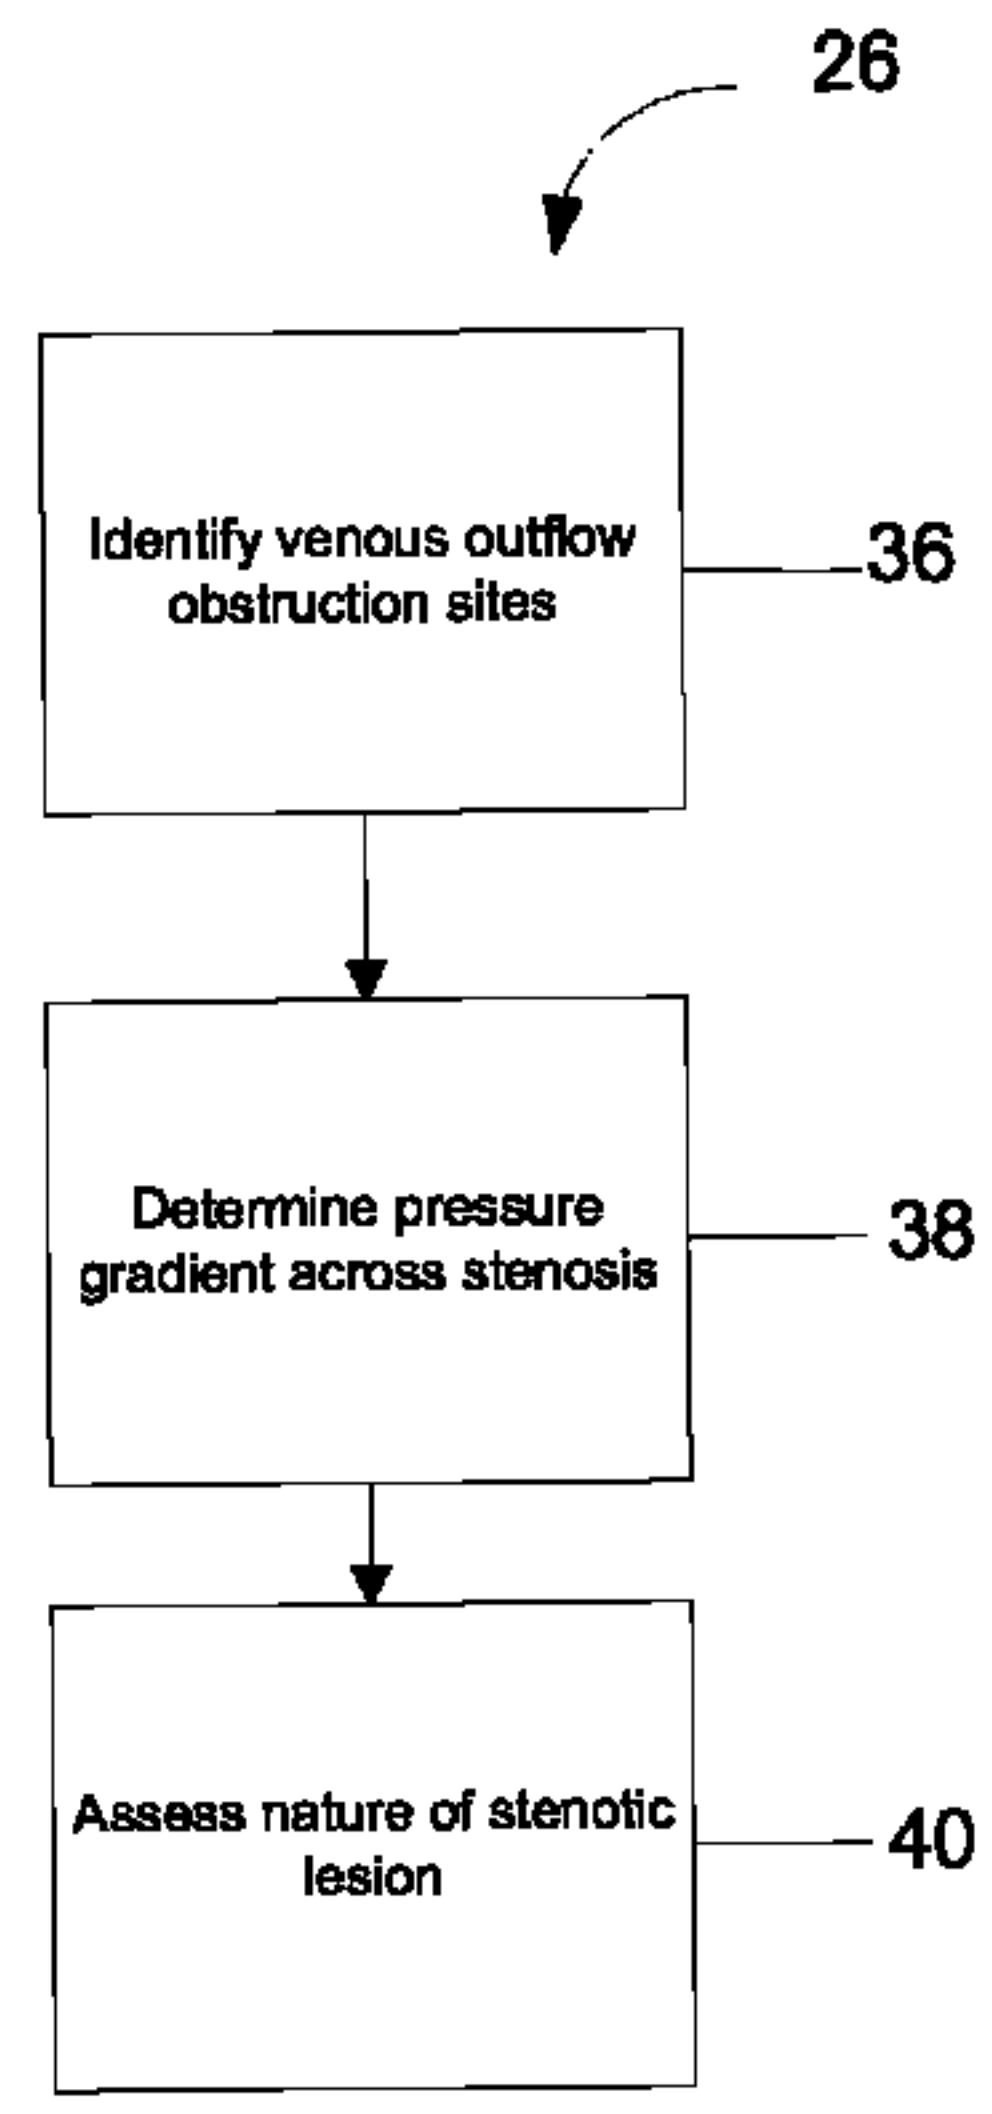 26
Identify venous outflow
obstruction sites
36
Determine pressure
gradient across stenosis
38
Assess nature of stenotic
lesion
40